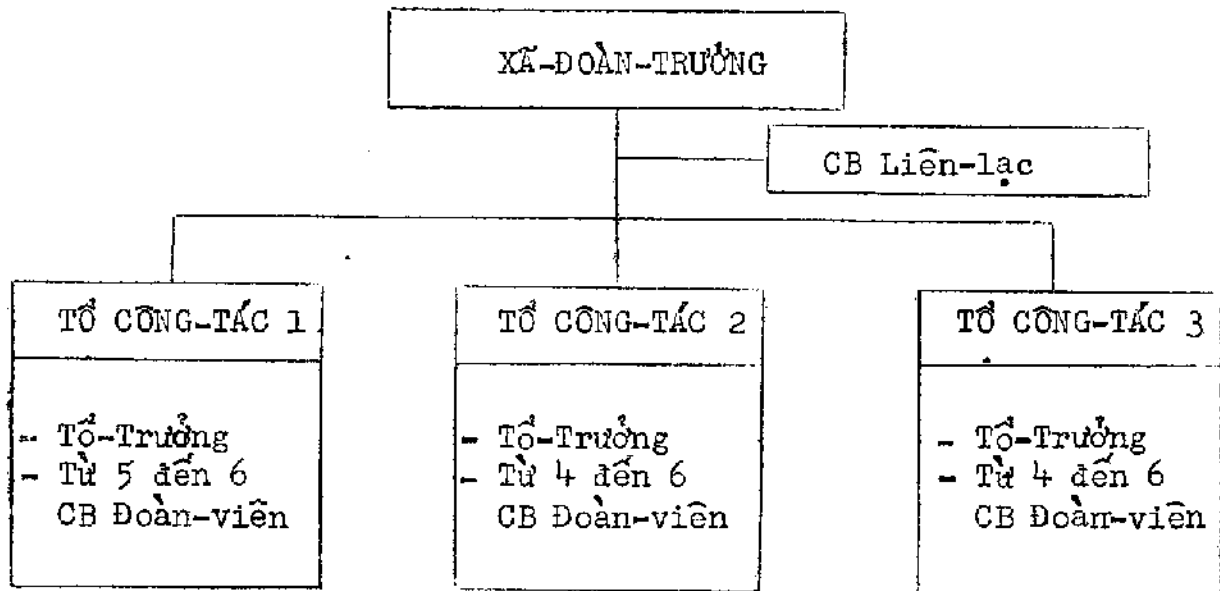 XÃ-ĐOÀN-TRƯỞNG
CB Liên-lạc
TỔ CÔNG-TÁC 1
- Tổ-Trưởng
- Từ 5 đến 6
CB Đoàn-viên
TỔ CÔNG-TÁC 2
- Tổ-Trưởng
- Từ 4 đến 6
CB Đoàn-viên
TỔ CÔNG-TÁC 3
- Tổ-Trưởng
- Từ 4 đến 6
CB Đoàn-viên